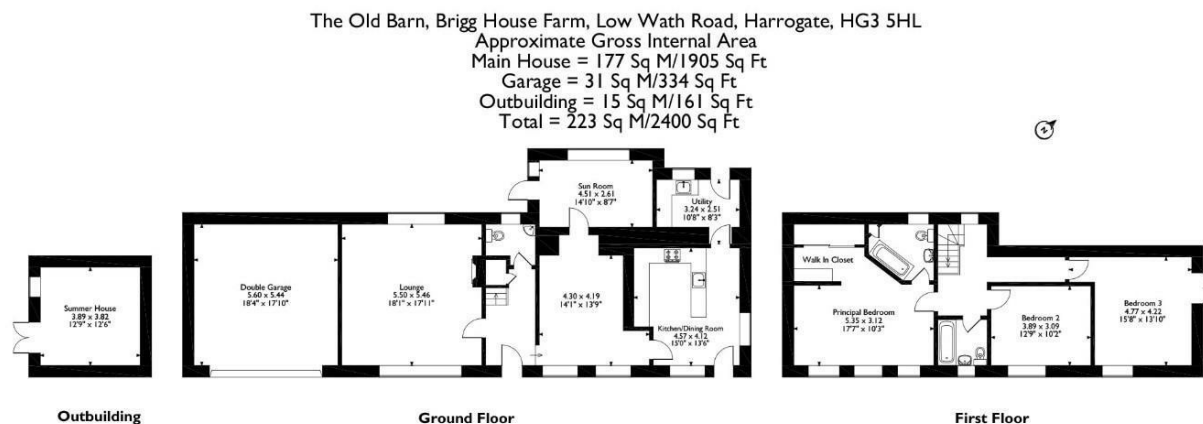 The Old Barn, Brigg House Farm, Low Wath Road, Harrogate, HG3 5HL
Approximate Gross Internal Area
Main House = 177 Sq M/1905 Sq Ft
Garage = 31 Sq M/334 Sq Ft
Outbuilding = 15 Sq M/161 Sq Ft
Total = 223 Sq M/2400 Sq Ft
N
Summer House
3.89 x 3.82
12'9" x 12'6"
Outbuilding
Double Garage
5.60 x 5.44
18'4" x 17'10"
Lounge
5.50 x 5.46
18'1" x 17'11"
Sun Room
4.51 x 2.61
14'10" x 8'7"
Utility
3.24 x 2.51
10'8" x 8'3"
4.30 x 4.19
14'1" x 13'9"
Kitchen/Dining Room
4.57 x 4.12
15'0" x 13'6"
Ground Floor
Walk In Closet
Principal Bedroom
5.35 x 3.12
17'7" x 10'3"
Bedroom 2
3.89 x 3.09
12'9" x 10'2"
Bedroom 3
4.77 x 4.22
15'8" x 13'10"
First Floor